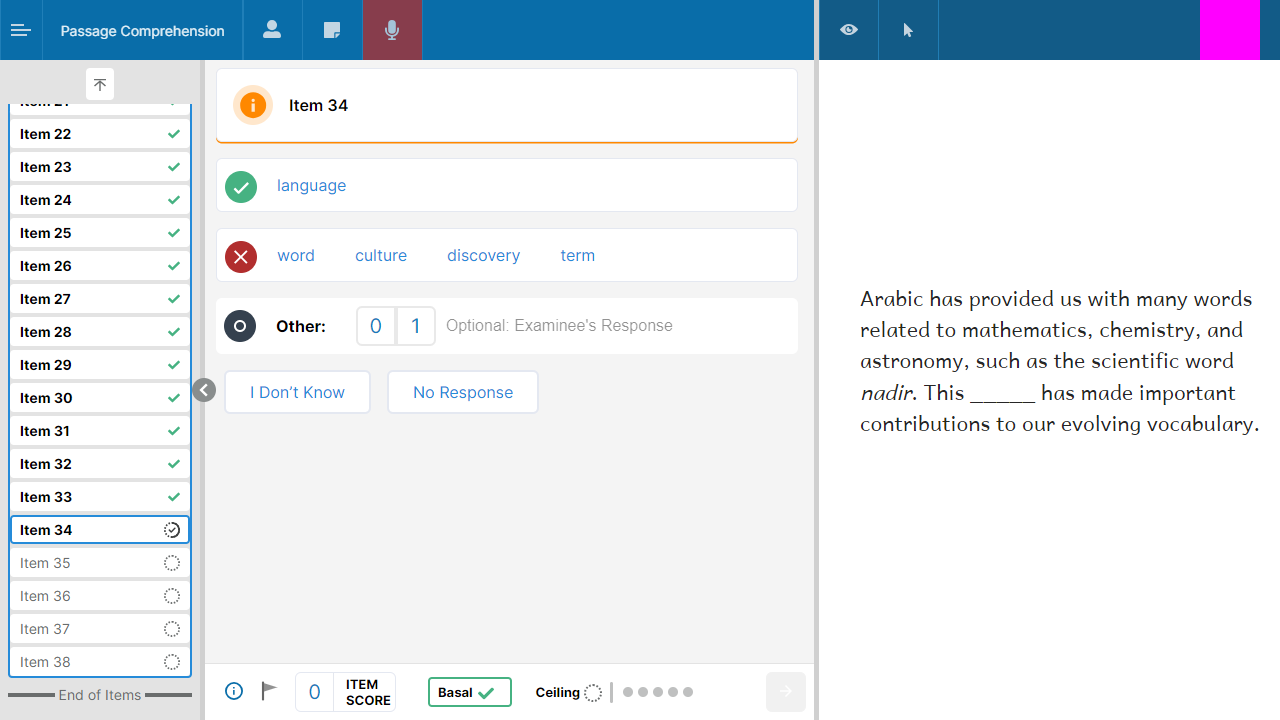 Passage Comprehension
Item 22
Item 23
Item 24
Item 25
Item 26
Item 27
Item 28
Item 29
Item 30
Item 31
Item 32
Item 33
Item 34
Item 35
Item 36
Item 37
Item 38
End of Items
Item 34
language
word culture discovery term
Other: 0 1 Optional: Examinee's Response
I Don’t Know No Response
0 ITEM SCORE Basal Ceiling
Arabic has provided us with many words
related to mathematics, chemistry, and
astronomy, such as the scientific word
nadir. This _____ has made important
contributions to our evolving vocabulary.